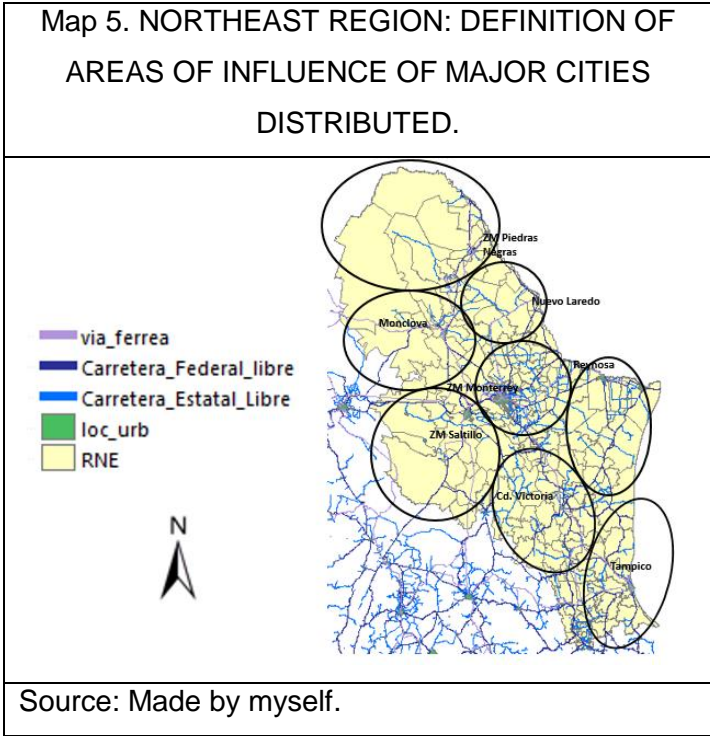 Map 5. NORTHEAST REGION: DEFINITION OF
AREAS OF INFLUENCE OF MAJOR CITIES
DISTRIBUTED.
via_ferrea
Carretera_Federal_libre
Carretera_Estatal_Libre
loc_urb
RNE
N
ZM Piedras
Negras
Nuevo Laredo
Monclova
Reynosa
ZM Monterrey
ZM Saltillo
Cd. Victoria
Tampico
Source: Made by myself.